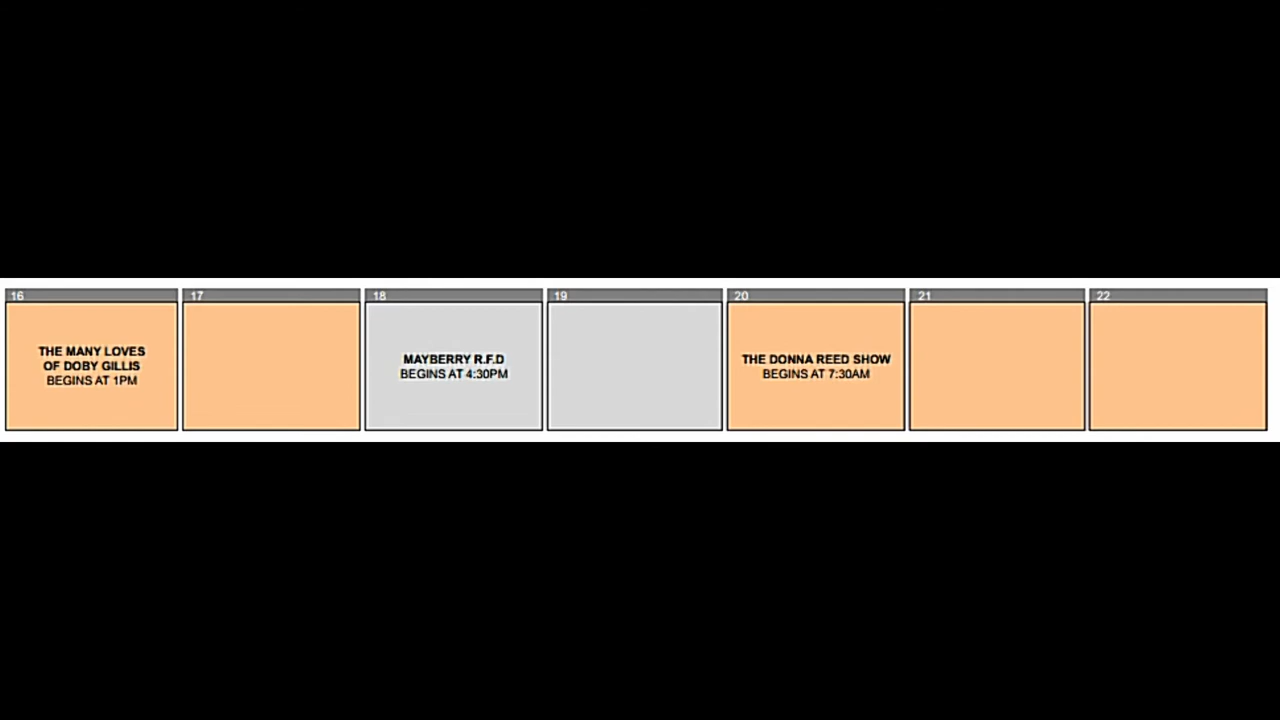 16
17
18
19
20
21
22
THE MANY LOVES
OF DOBY GILLIS
BEGINS AT 1PM
MAYBERRY R.F.D
BEGINS AT 4:30PM
THE DONNA REED SHOW
BEGINS AT 7:30AM